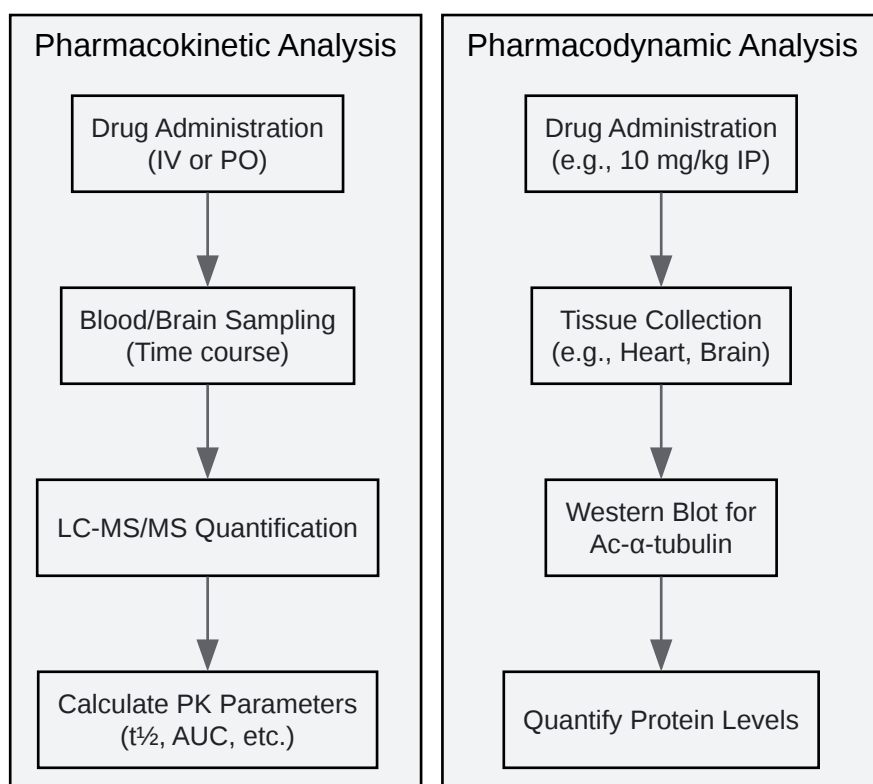 Pharmacokinetic Analysis
Drug Administration
(IV or PO)
Blood/Brain Sampling
(Time course)
LC-MS/MS Quantification
Calculate PK Parameters
(t½, AUC, etc.)
Pharmacodynamic Analysis
Drug Administration
(e.g., 10 mg/kg IP)
Tissue Collection
(e.g., Heart, Brain)
Western Blot for
Ac-α-tubulin
Quantify Protein Levels